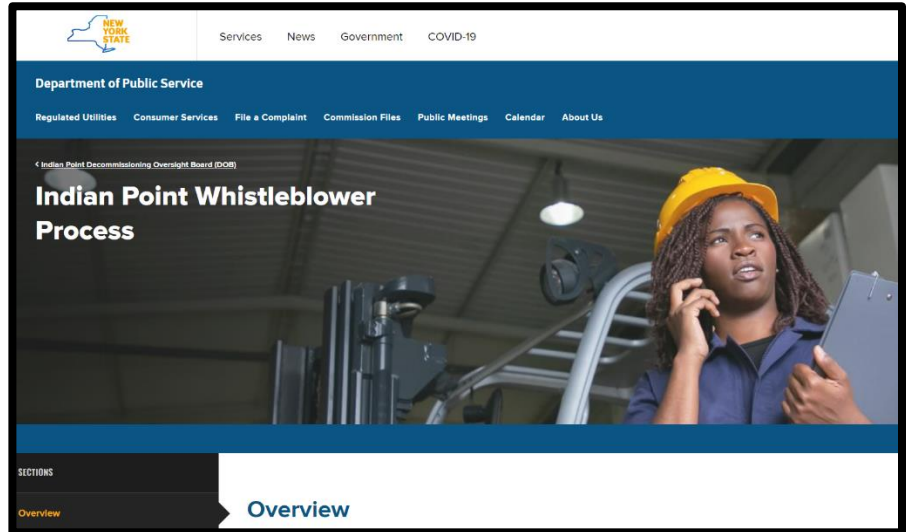 NEW
YORK
STATE
Services News Government COVID-19
Department of Public Service
Regulated Utilities Consumer Services File a Complaint Commission Files Public Meetings Calendar About Us
< Indian Point Decommissioning Oversight Board (DOB)
Indian Point Whistleblower
Process
SECTIONS
Overview
Overview